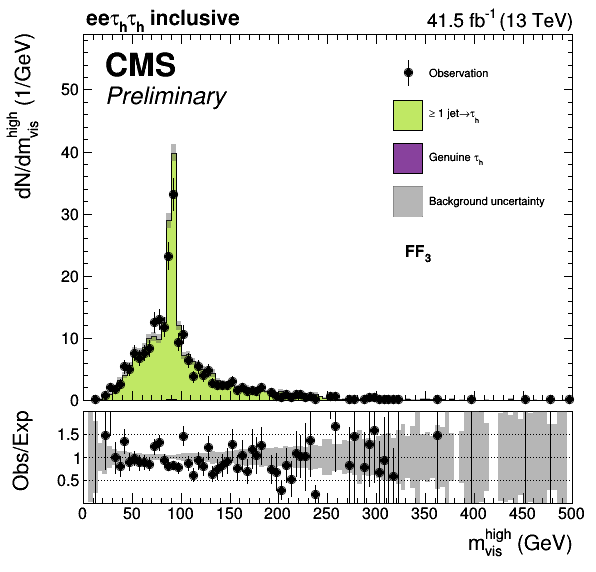 eeτhτh inclusive
41.5 fb-1 (13 TeV)
CMS
Preliminary
Observation
≥ 1 jet→τh
Genuine τh
Background uncertainty
FF3
dN/dmvishigh (1/GeV)
50
40
30
20
10
0
Obs/Exp
1.5
1
0.5
0 50 100 150 200 250 300 350 400 450 500
mvishigh (GeV)